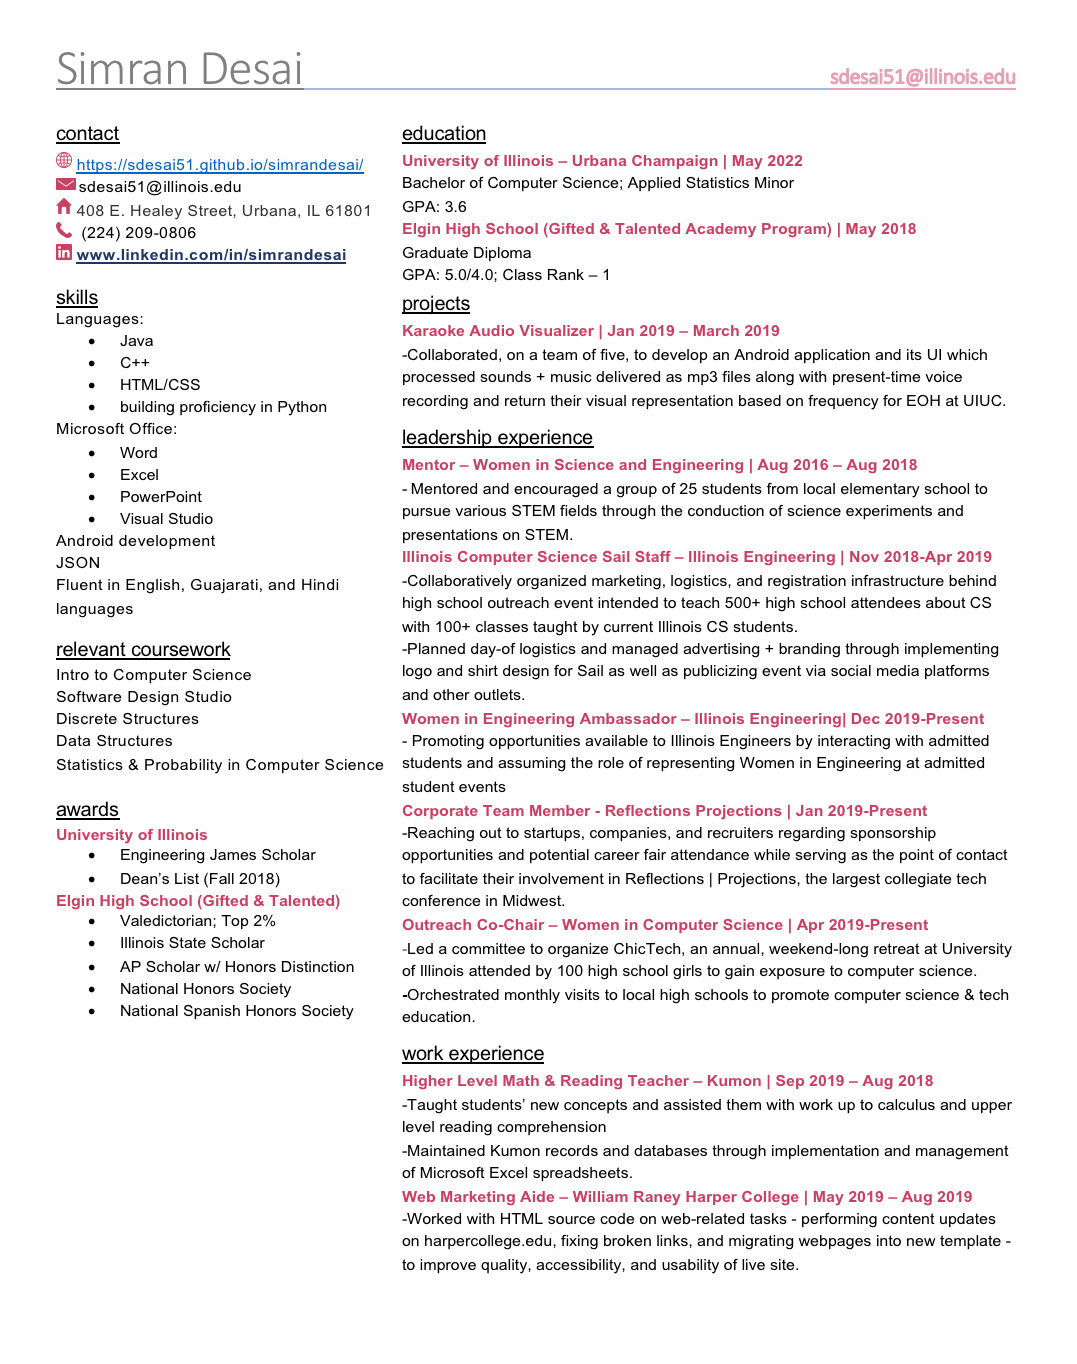 Simran Desai
sdesai51@illinois.edu
contact
https://sdesai51.github.io/simrandesai/
sdesai51@illinois.edu
408 E. Healey Street, Urbana, IL 61801
(224) 209-0806
www.linkedin.com/in/simrandesai
skills
Languages:
• Java
• C++
• HTML/CSS
• building proficiency in Python
Microsoft Office:
• Word
• Excel
• PowerPoint
• Visual Studio
Android development
JSON
Fluent in English, Guajarati, and Hindi
languages
relevant coursework
Intro to Computer Science
Software Design Studio
Discrete Structures
Data Structures
Statistics & Probability in Computer Science
awards
University of Illinois
• Engineering James Scholar
• Dean’s List (Fall 2018)
Elgin High School (Gifted & Talented)
• Valedictorian; Top 2%
• Illinois State Scholar
• AP Scholar w/ Honors Distinction
• National Honors Society
• National Spanish Honors Society
education
University of Illinois – Urbana Champaign | May 2022
Bachelor of Computer Science; Applied Statistics Minor
GPA: 3.6
Elgin High School (Gifted & Talented Academy Program) | May 2018
Graduate Diploma
GPA: 5.0/4.0; Class Rank – 1
projects
Karaoke Audio Visualizer | Jan 2019 – March 2019
-Collaborated, on a team of five, to develop an Android application and its UI which
processed sounds + music delivered as mp3 files along with present-time voice
recording and return their visual representation based on frequency for EOH at UIUC.
leadership experience
Mentor – Women in Science and Engineering | Aug 2016 – Aug 2018
- Mentored and encouraged a group of 25 students from local elementary school to
pursue various STEM fields through the conduction of science experiments and
presentations on STEM.
Illinois Computer Science Sail Staff – Illinois Engineering | Nov 2018-Apr 2019
-Collaboratively organized marketing, logistics, and registration infrastructure behind
high school outreach event intended to teach 500+ high school attendees about CS
with 100+ classes taught by current Illinois CS students.
-Planned day-of logistics and managed advertising + branding through implementing
logo and shirt design for Sail as well as publicizing event via social media platforms
and other outlets.
Women in Engineering Ambassador – Illinois Engineering| Dec 2019-Present
- Promoting opportunities available to Illinois Engineers by interacting with admitted
students and assuming the role of representing Women in Engineering at admitted
student events
Corporate Team Member - Reflections Projections | Jan 2019-Present
-Reaching out to startups, companies, and recruiters regarding sponsorship
opportunities and potential career fair attendance while serving as the point of contact
to facilitate their involvement in Reflections | Projections, the largest collegiate tech
conference in Midwest.
Outreach Co-Chair – Women in Computer Science | Apr 2019-Present
-Led a committee to organize ChicTech, an annual, weekend-long retreat at University
of Illinois attended by 100 high school girls to gain exposure to computer science.
-Orchestrated monthly visits to local high schools to promote computer science & tech
education.
work experience
Higher Level Math & Reading Teacher – Kumon | Sep 2019 – Aug 2018
-Taught students’ new concepts and assisted them with work up to calculus and upper
level reading comprehension
-Maintained Kumon records and databases through implementation and management
of Microsoft Excel spreadsheets.
Web Marketing Aide – William Raney Harper College | May 2019 – Aug 2019
-Worked with HTML source code on web-related tasks - performing content updates
on harpercollege.edu, fixing broken links, and migrating webpages into new template -
to improve quality, accessibility, and usability of live site.